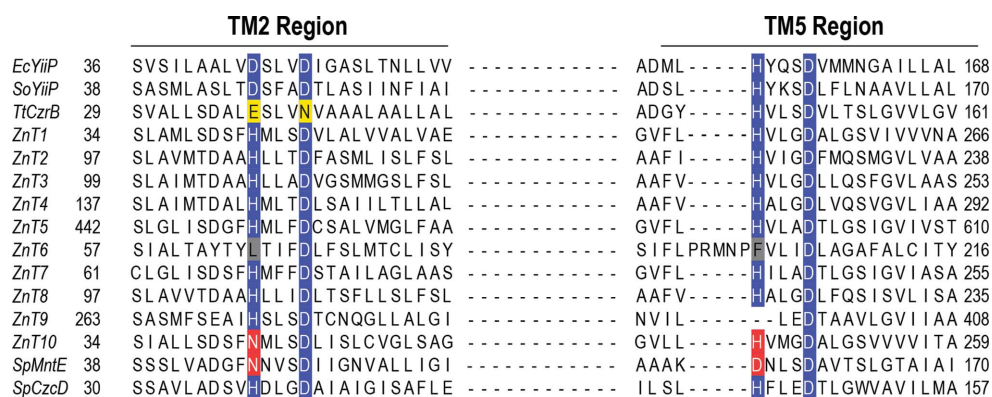 TM2 Region TM5 Region
EcYiiP 36 SVSILAALVDSLVDIGASLTNLLVV - - - - - - - - - - - - - - - ADML-----HYQSDVMMNGAILLAL 168
SoYiiP 38 SASMLASLTDSFADTLASIINFIAI - - - - - - - - - - - - - - - ADSL-----HYKSDLFLNAAVLLAL 170
TtCzrB 29 SVALLSDALESLVNVAAALAALLAL - - - - - - - - - - - - - - - ADGY-----HVLSDVLTSLGVVLGV 161
ZnT1 34 SLAMLSDSFHMLSDVLALVVALVAE - - - - - - - - - - - - - - - GVFL-----HVLGDALGSVIVVVNA 266
ZnT2 97 SLAVMTDAAHLLTDFASMLISLFSL - - - - - - - - - - - - - - - AAFI-----HVIGDFMQSMGVLVAA 238
ZnT3 99 SLAIMTDAAHLLADVGSMMGSLFSL - - - - - - - - - - - - - - - AAFV-----HVLGDLLQSFGVLAAS 253
ZnT4 137 SLAIMTDALHMLTDLSAIILTLLAL - - - - - - - - - - - - - - - AAFV-----HALGDLVQSVGVLIAA 292
ZnT5 442 SLGLISDGFHMLFDCSALVMGLFAA - - - - - - - - - - - - - - - GVFL-----HVLADTLGSIGVIVST 610
ZnT6 57 SIALTAYTYLTIFDLFSLMTCLISY - - - - - - - - - - - - - - - SIFLPRMNPFVLIDLAGAFALCITY 216
ZnT7 61 CLGLISDSFHMFFDSTAILAGLAAS - - - - - - - - - - - - - - - GVFL-----HILADTLGSIGVIASA 255
ZnT8 97 SLAVVTDAAHLLIDLTSFLLSLFSL - - - - - - - - - - - - - - - AAFV-----HALGDLFQSISVLISA 235
ZnT9 263 SASMFSEAIHSLSDTCNQGLLALGI - - - - - - - - - - - - - - - NVIL-------LEDTAAVLGVIIAA 408
ZnT10 34 SIALLSDSFNMLSDLISLCVGLSAG - - - - - - - - - - - - - - - GVLL-----HVMGDALGSVVVVITA 259
SpMntE 38 SSSLVADGFNNVSDIIGNVALLIGI - - - - - - - - - - - - - - - AAAK-----DNLSDAVTSLGTAIAI 170
SpCzcD 30 SSAVLADSVHDLGDAIAIGISAFLE - - - - - - - - - - - - - - - ILSL-----HFLEDTLGWVAVILMA 157